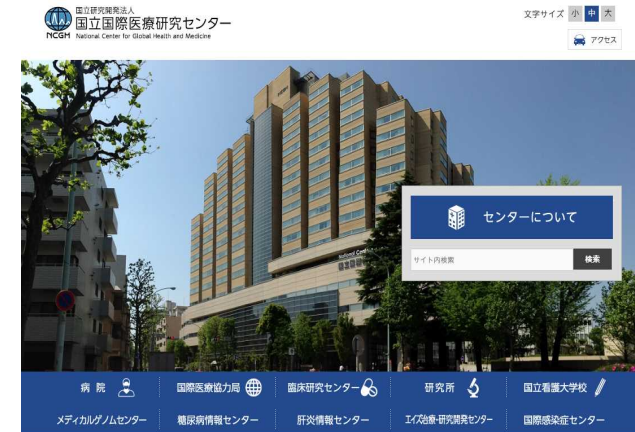 国立研究開発法人
国立国際医療研究センター
NCGM National Center for Global Health and Medicine
文字サイズ 小 中 大
アクセス
センターについて
サイト内検索 検索
病院 国際医療協力局 臨床研究センター 研究所 国立看護大学校
メディカルゲノムセンター 糖尿病情報センター 肝炎情報センター エイズ治療・研究開発センター 国際感染症センター